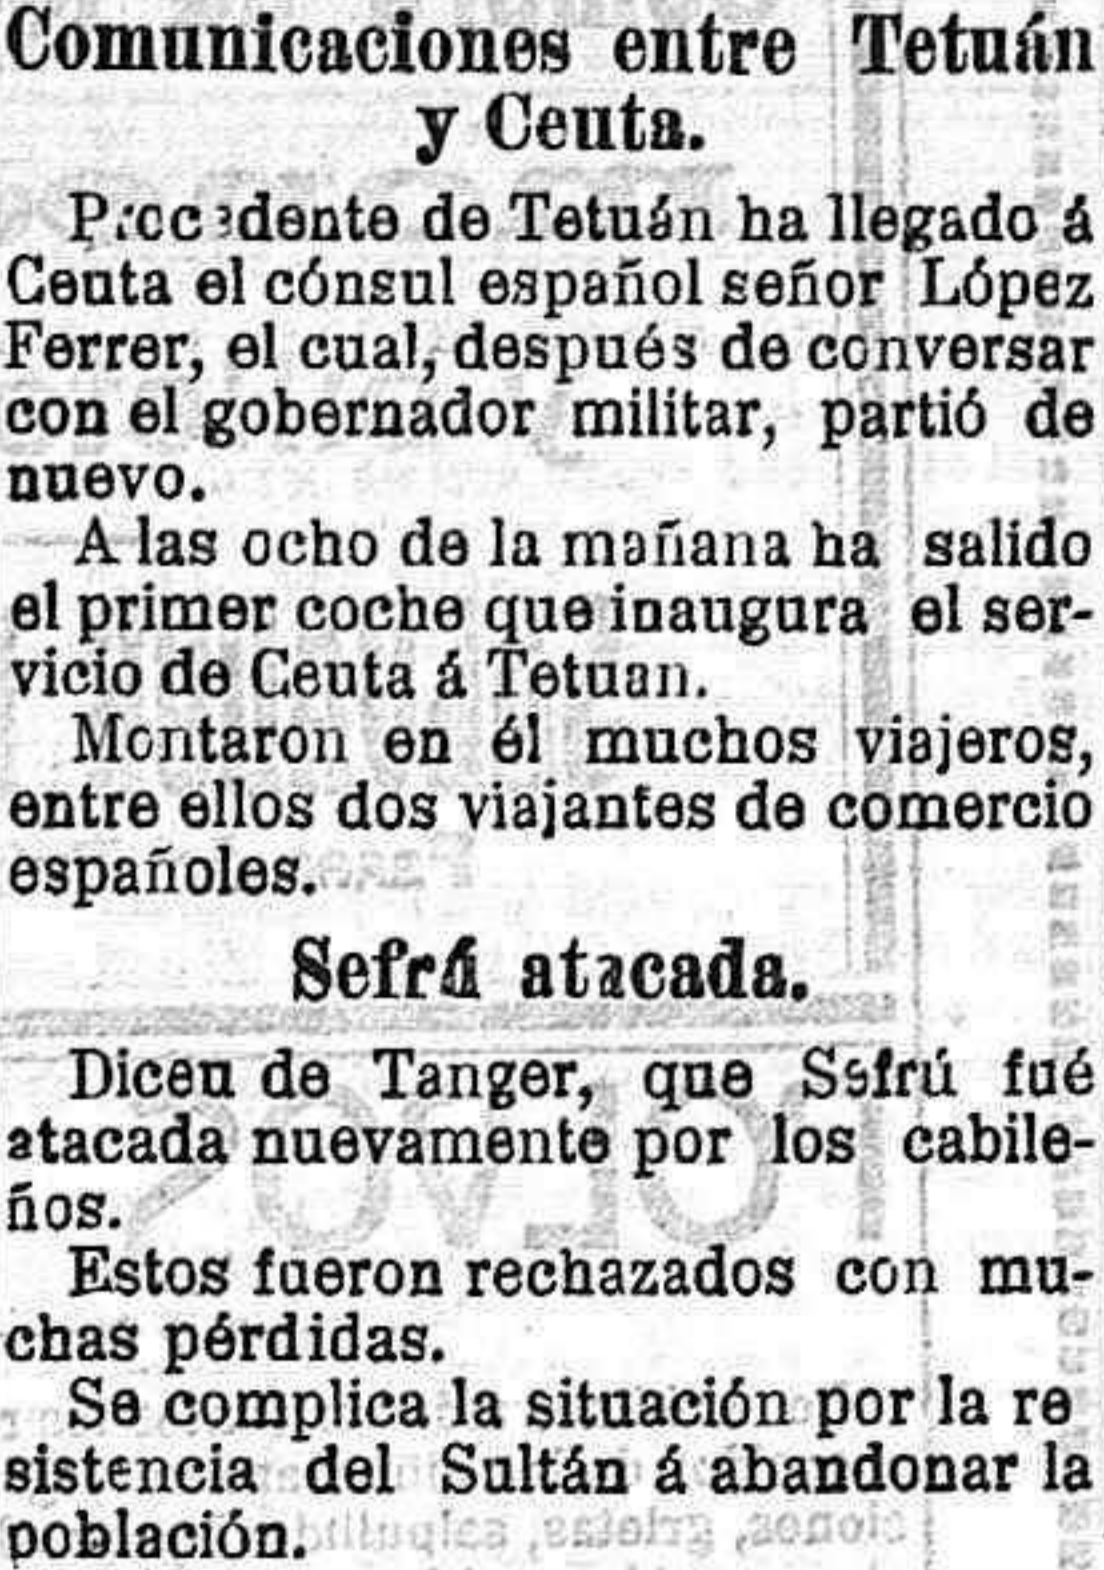 Comunicaciones entre Tetuán
y Ceuta.
Procedente de Tetuán ha llegado á
Ceuta el cónsul español señor López
Ferrer, el cual, después de conversar
con el gobernador militar, partió de
nuevo.
A las ocho de la mañana ha salido
el primer coche que inaugura el ser-
vicio de Ceuta á Tetuan.
Montaron en él muchos viajeros,
entre ellos dos viajantes de comercio
españoles.
Sefrú atacada.
Dicen de Tanger, que Sefrú fué
atacada nuevamente por los cabile-
ños.
Estos fueron rechazados con mu-
chas pérdidas.
Se complica la situación por la re
sistencia del Sultán á abandonar la
población.